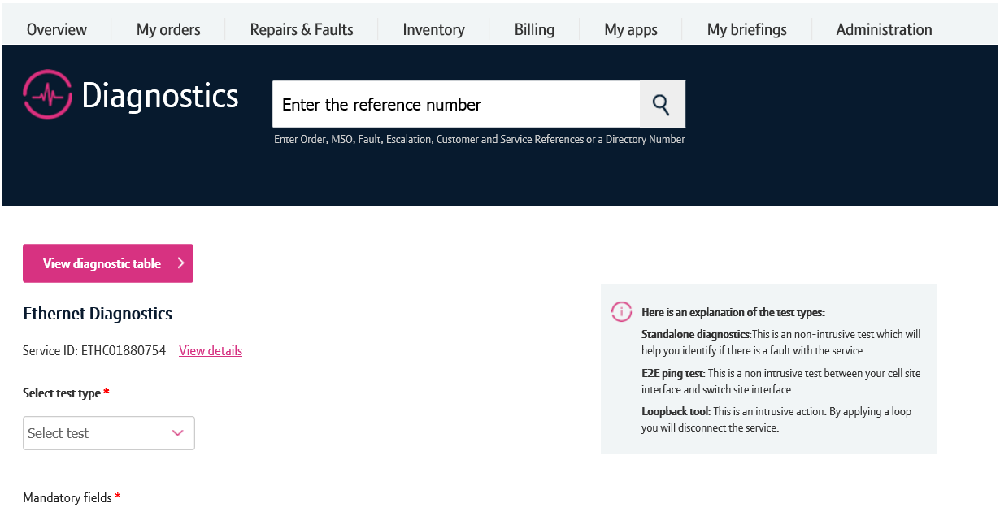 Overview My orders Repairs & Faults Inventory Billing My apps My briefings Administration
Diagnostics
Enter the reference number
Enter Order, MSO, Fault, Escalation, Customer and Service References or a Directory Number
View diagnostic table
Ethernet Diagnostics
Service ID: ETHC01880754 View details
Select test type *
Select test
Mandatory fields *
Here is an explanation of the test types:
Standalone diagnostics:This is an non-intrusive test which will
help you identify if there is a fault with the service.
E2E ping test: This is a non intrusive test between your cell site
interface and switch site interface.
Loopback tool: This is an intrusive action. By applying a loop
you will disconnect the service.